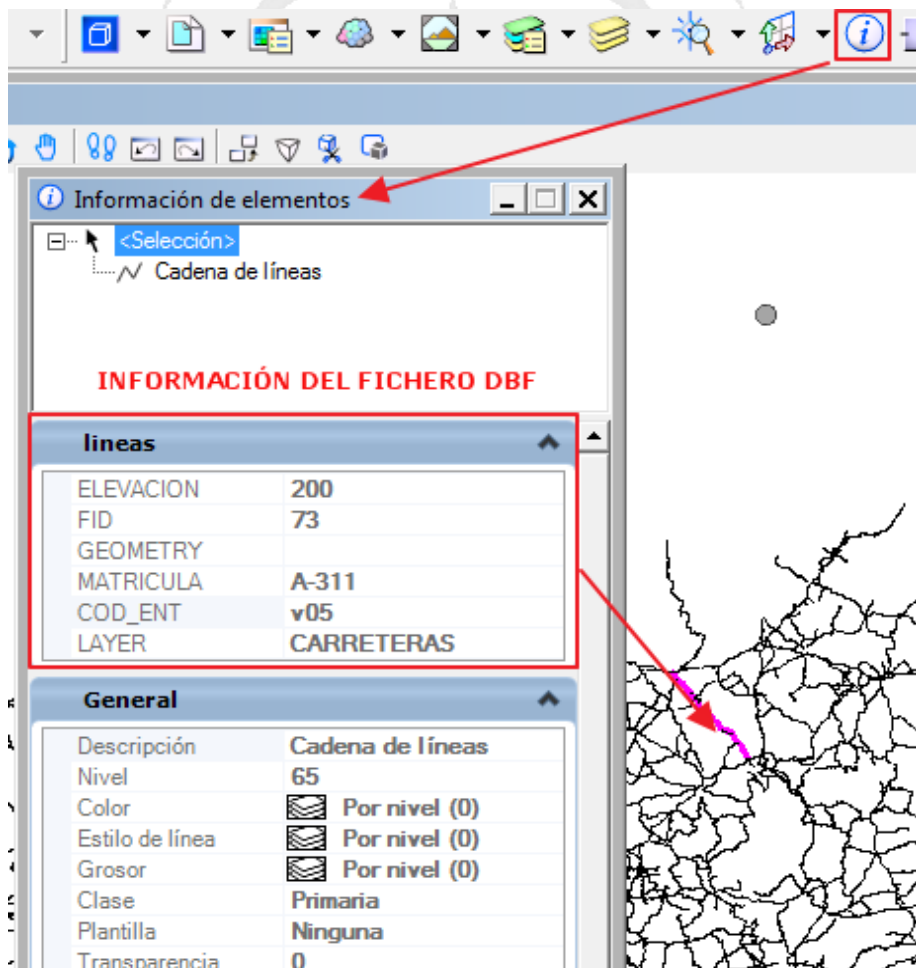 Información de elementos
<Selección>
Cadena de líneas
INFORMACIÓN DEL FICHERO DBF
lineas
ELEVACION 200
FID 73
GEOMETRY
MATRICULA A-311
COD_ENT v05
LAYER CARRETERAS
General
Descripción Cadena de líneas
Nivel 65
Color Por nivel (0)
Estilo de línea Por nivel (0)
Grosor Por nivel (0)
Clase Primaria
Plantilla Ninguna
Transparencia 0